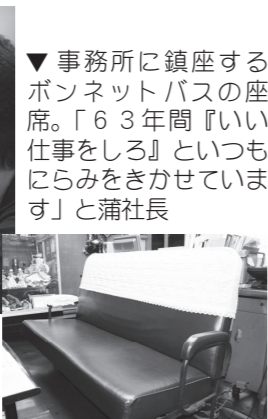 ▼事務所に鎮座する
ボンネットバスの座
席。「６３年間『いい
仕事をしろ』といつも
にらみをきかせていま
す」と蒲社長